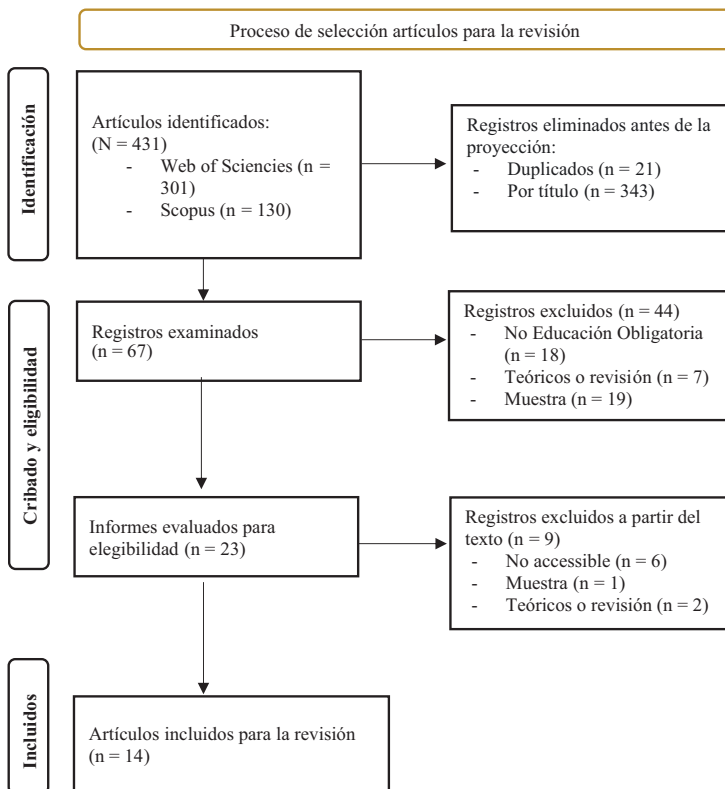 Proceso de selección artículos para la revisión
Identificación
Artículos identificados:
(N = 431)
- Web of Sciencies (n =
301)
- Scopus (n = 130)
Registros eliminados antes de la
proyección:
- Duplicados (n = 21)
- Por título (n = 343)
Cribado y eligibilidad
Registros examinados
(n = 67)
Registros excluidos (n = 44)
- No Educación Obligatoria
(n = 18)
- Teóricos o revisión (n = 7)
- Muestra (n = 19)
Informes evaluados para
elegibilidad (n = 23)
Registros excluidos a partir del
texto (n = 9)
- No accessible (n = 6)
- Muestra (n = 1)
- Teóricos o revisión (n = 2)
Incluidos
Artículos incluidos para la revisión
(n = 14)